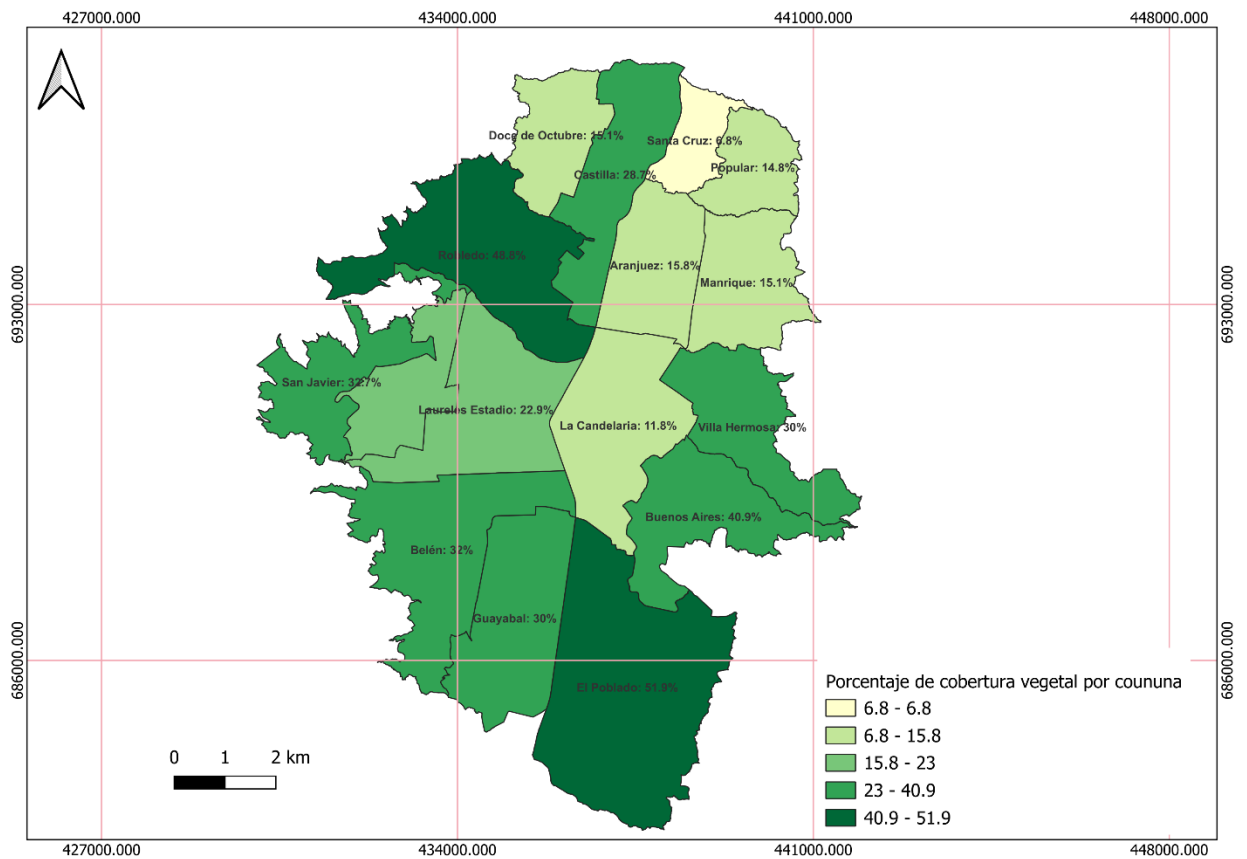 427000.000 434000.000 441000.000 448000.000
Doce de Octubre: 15.1%
Santa Cruz: 6.8%
Popular: 14.8%
Castilla: 28.7%
Robledo: 48.8%
Aranjuez: 15.8%
Manrique: 15.1%
693000.000 693000.000
San Javier: 32.7%
Laureles Estadio: 22.9%
La Candelaria: 11.8%
Villa Hermosa: 30%
Buenos Aires: 40.9%
Belén: 32%
Guayabal: 30%
686000.000 686000.000
El Poblado: 51.9%
Porcentaje de cobertura vegetal por coununa
6.8 - 6.8
6.8 - 15.8
15.8 - 23
23 - 40.9
40.9 - 51.9
0 1 2 km
427000.000 434000.000 441000.000 448000.000